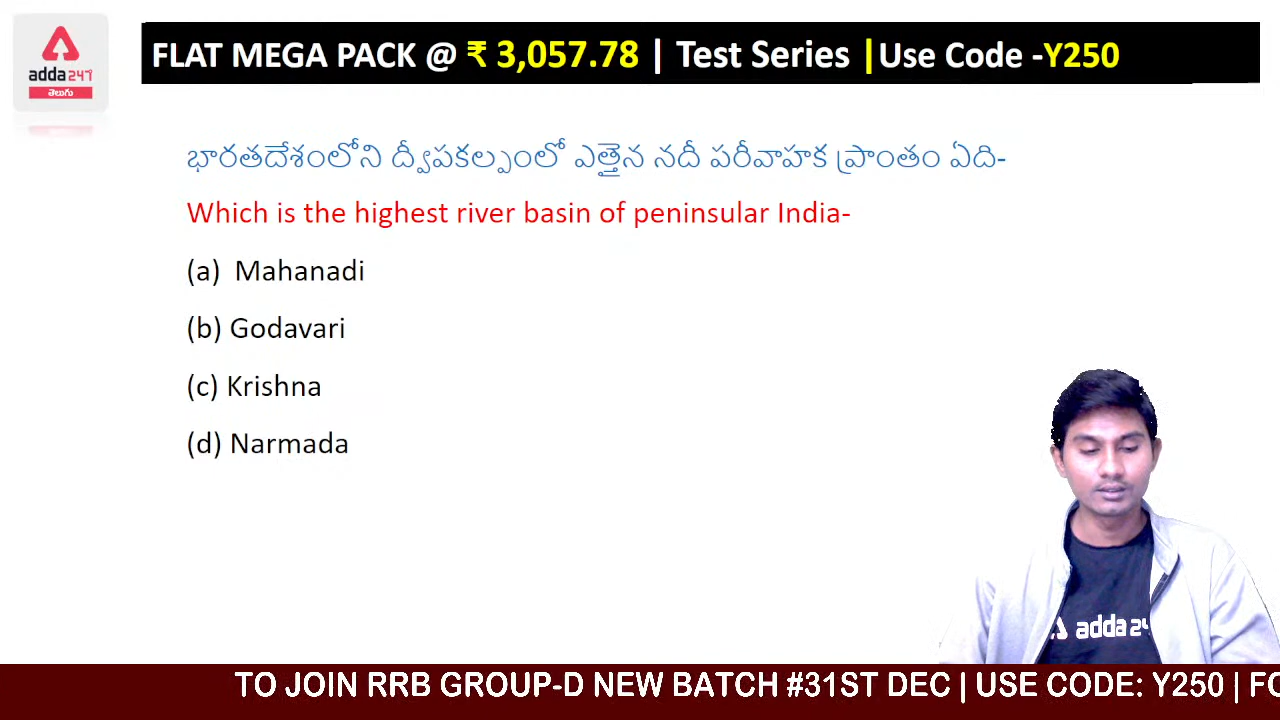 adda247
తెలుగు
FLAT MEGA PACK @ ₹ 3,057.78 | Test Series |Use Code -Y250
భారతదేశంలోని ద్వీపకల్పంలో ఎత్తైన నదీ పరీవాహక ప్రాంతం ఏది-
Which is the highest river basin of peninsular India-
(a) Mahanadi
(b) Godavari
(c) Krishna
(d) Narmada
adda24
TO JOIN RRB GROUP-D NEW BATCH #31ST DEC | USE CODE: Y250 | FO